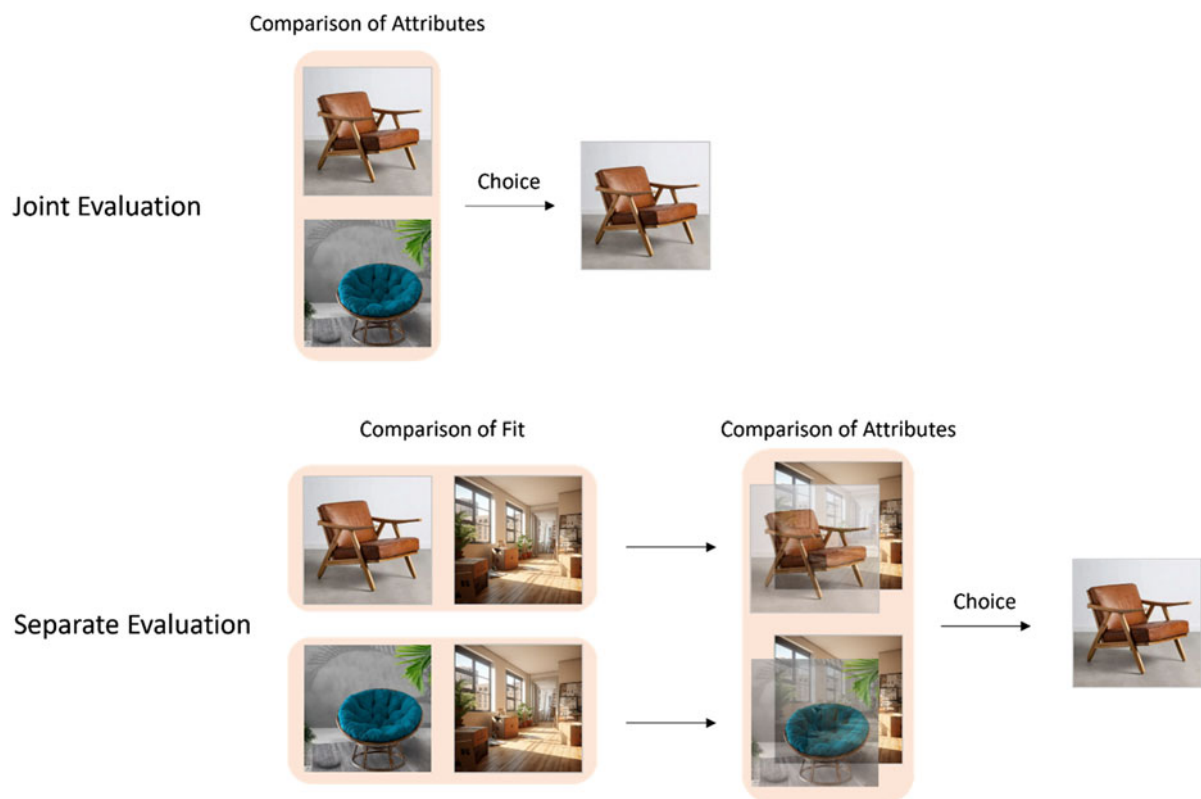 Comparison of Attributes
Joint Evaluation
Choice
Comparison of Fit
Comparison of Attributes
Separate Evaluation
Choice